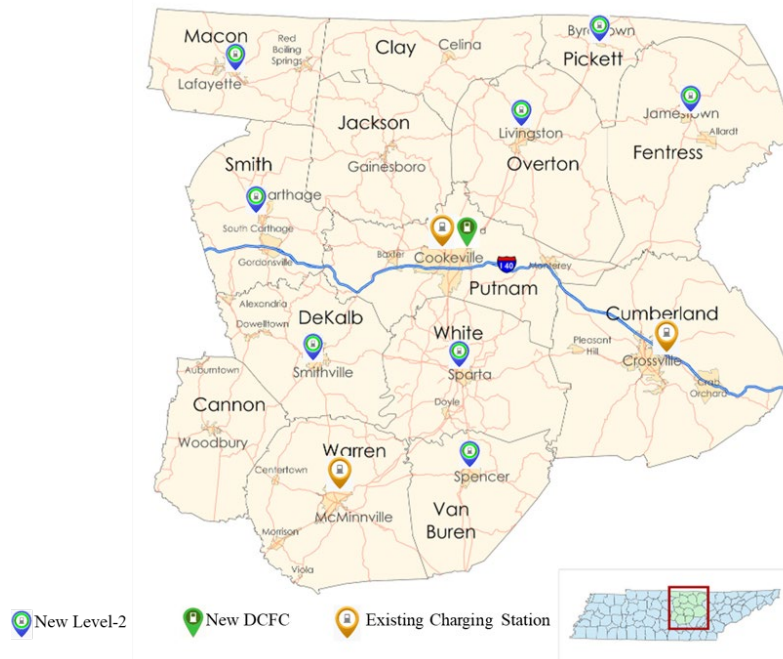 Macon
Red
Boiling
Springs
Lafayette
Clay
Celina
Pickett
Jackson
Gainesboro
Livingston
Overton
Jamestown
Allardt
Fentress
Smith
arthage
South Carthage
Gordonsville
Baxter
Cookeville
I 40
Monterey
Putnam
Cumberland
Pleasant
Hill
Crossville
Crab
Orchard
Alexandria
DeKalb
Dowelltown
Smithville
White
Sparta
Doyle
Auburntown
Cannon
Woodbury
Warren
Centertown
McMinnville
Morrison
Viola
Spencer
Van
Buren
New Level-2
New DCFC
Existing Charging Station